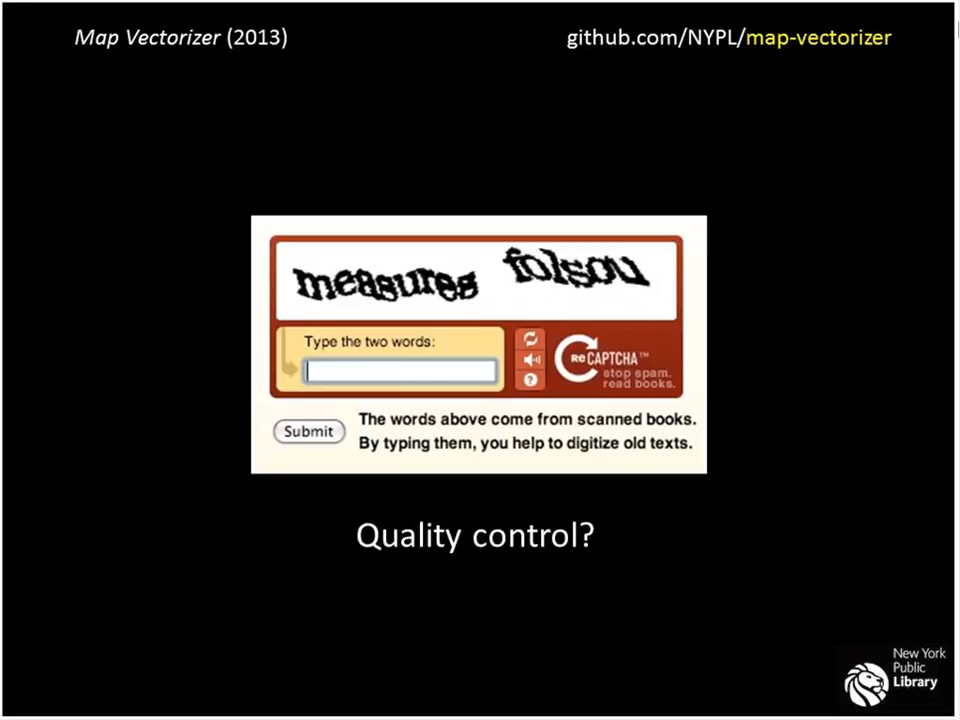 Map Vectorizer (2013)
github.com/NYPL/map-vectorizer
measures folsou
Type the two words:
ReCAPTCHA™
stop spam.
read books.
Submit
The words above come from scanned books.
By typing them, you help to digitize old texts.
Quality control?
New York
Public
Library